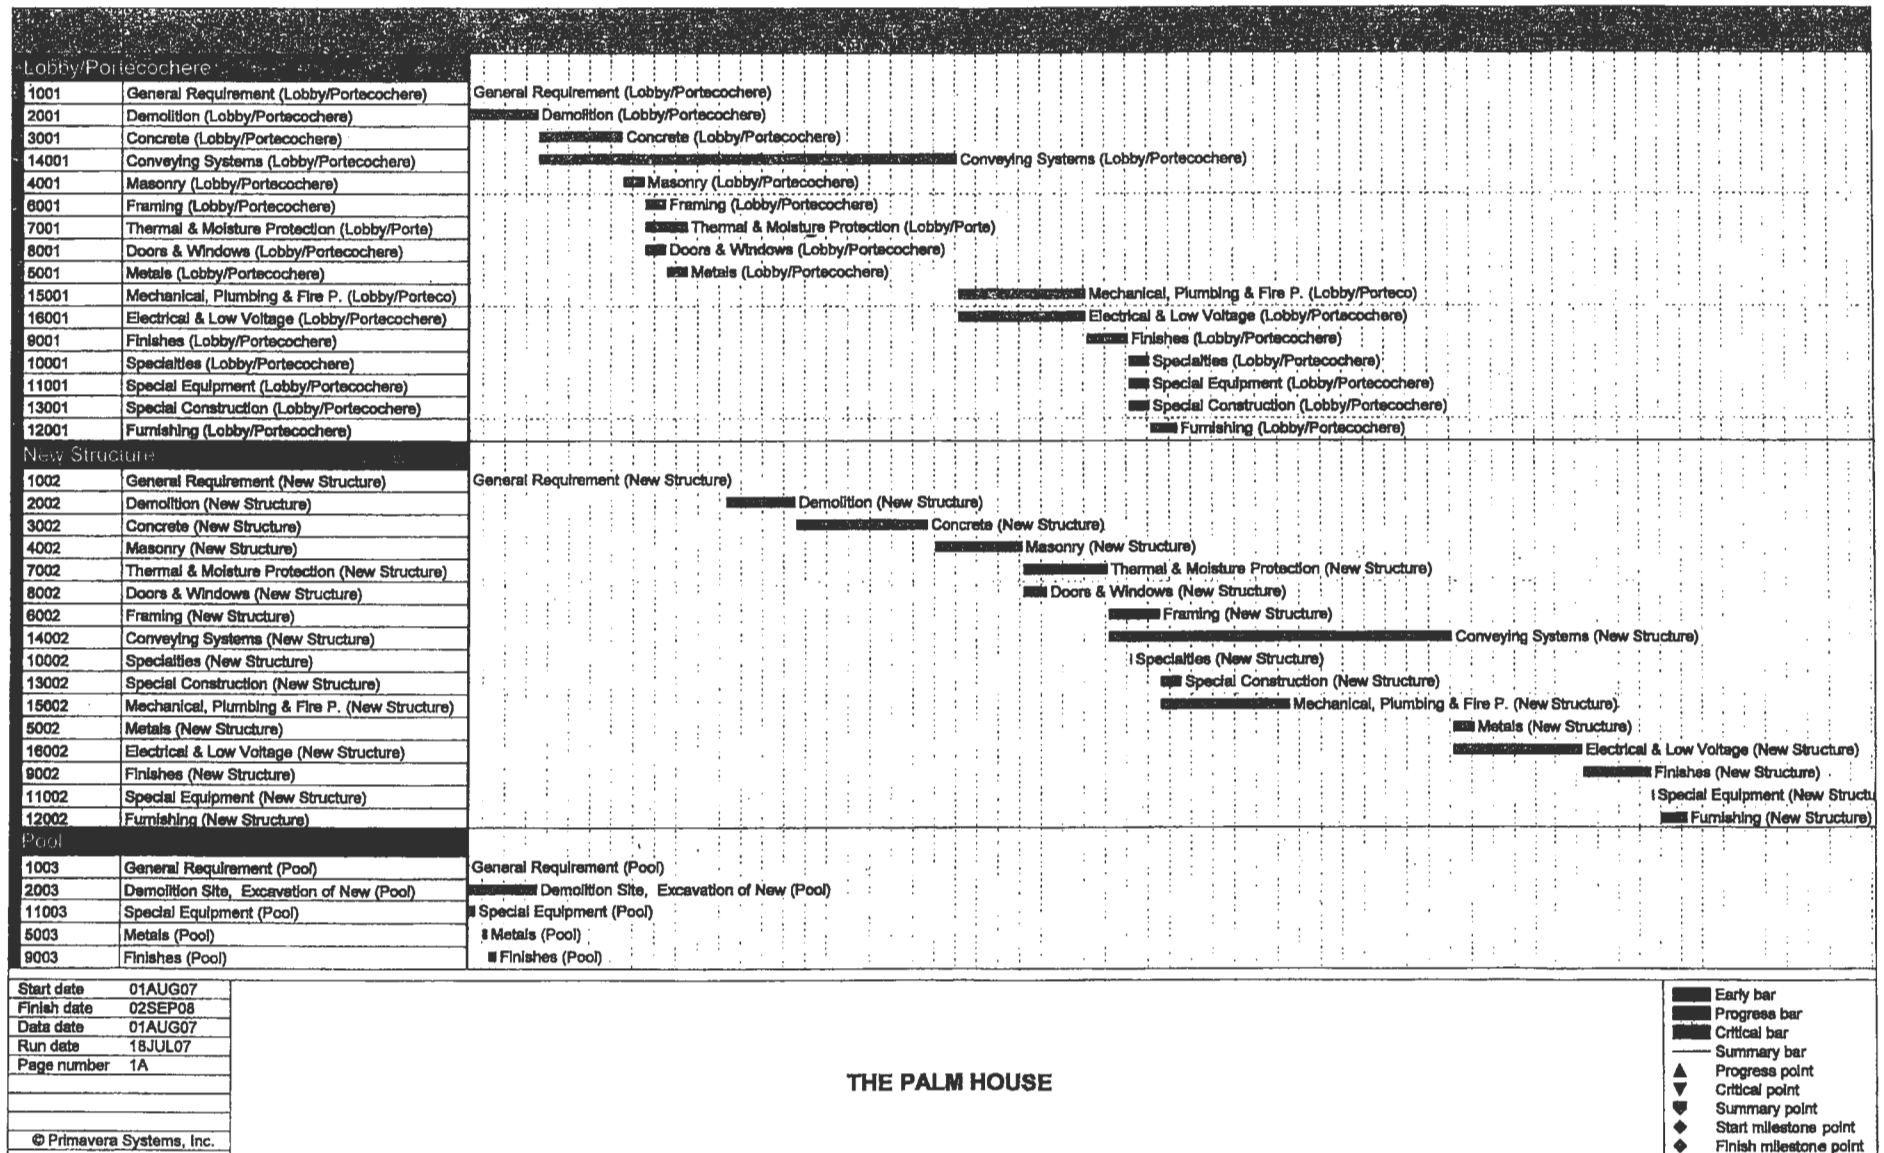 Lobby/Portecochere
1001 General Requirement (Lobby/Portecochere) General Requirement (Lobby/Portecochere)
2001 Demolition (Lobby/Portecochere) Demolition (Lobby/Portecochere)
3001 Concrete (Lobby/Portecochere) Concrete (Lobby/Portecochere)
14001 Conveying Systems (Lobby/Portecochere) Conveying Systems (Lobby/Portecochere)
4001 Masonry (Lobby/Portecochere) Masonry (Lobby/Portecochere)
6001 Framing (Lobby/Portecochere) Framing (Lobby/Portecochere)
7001 Thermal & Moisture Protection (Lobby/Porte) Thermal & Moisture Protection (Lobby/Porte)
8001 Doors & Windows (Lobby/Portecochere) Doors & Windows (Lobby/Portecochere)
5001 Metals (Lobby/Portecochere) Metals (Lobby/Portecochere)
15001 Mechanical, Plumbing & Fire P. (Lobby/Porteco) Mechanical, Plumbing & Fire P. (Lobby/Porteco)
16001 Electrical & Low Voltage (Lobby/Portecochere) Electrical & Low Voltage (Lobby/Portecochere)
9001 Finishes (Lobby/Portecochere) Finishes (Lobby/Portecochere)
10001 Specialties (Lobby/Portecochere) Specialties (Lobby/Portecochere)
11001 Special Equipment (Lobby/Portecochere) Special Equipment (Lobby/Portecochere)
13001 Special Construction (Lobby/Portecochere) Special Construction (Lobby/Portecochere)
12001 Furnishing (Lobby/Portecochere) Furnishing (Lobby/Portecochere)
New Structure
1002 General Requirement (New Structure) General Requirement (New Structure)
2002 Demolition (New Structure) Demolition (New Structure)
3002 Concrete (New Structure) Concrete (New Structure)
4002 Masonry (New Structure) Masonry (New Structure)
7002 Thermal & Moisture Protection (New Structure) Thermal & Moisture Protection (New Structure)
8002 Doors & Windows (New Structure) Doors & Windows (New Structure)
6002 Framing (New Structure) Framing (New Structure)
14002 Conveying Systems (New Structure) Conveying Systems (New Structure)
10002 Specialties (New Structure) Specialties (New Structure)
13002 Special Construction (New Structure) Special Construction (New Structure)
15002 Mechanical, Plumbing & Fire P. (New Structure) Mechanical, Plumbing & Fire P. (New Structure)
5002 Metals (New Structure) Metals (New Structure)
16002 Electrical & Low Voltage (New Structure) Electrical & Low Voltage (New Structure)
9002 Finishes (New Structure) Finishes (New Structure)
11002 Special Equipment (New Structure) Special Equipment (New Structu
12002 Furnishing (New Structure) Furnishing (New Structure)
Pool
1003 General Requirement (Pool) General Requirement (Pool)
2003 Demolition Site, Excavation of New (Pool) Demolition Site, Excavation of New (Pool)
11003 Special Equipment (Pool) Special Equipment (Pool)
5003 Metals (Pool) Metals (Pool)
9003 Finishes (Pool) Finishes (Pool)
Start date 01AUG07
Finish date 02SEP08
Data date 01AUG07
Run date 18JUL07
Page number 1A
© Primavera Systems, Inc.
THE PALM HOUSE
Early bar
Progress bar
Critical bar
Summary bar
Progress point
Critical point
Summary point
Start milestone point
Finish milestone point